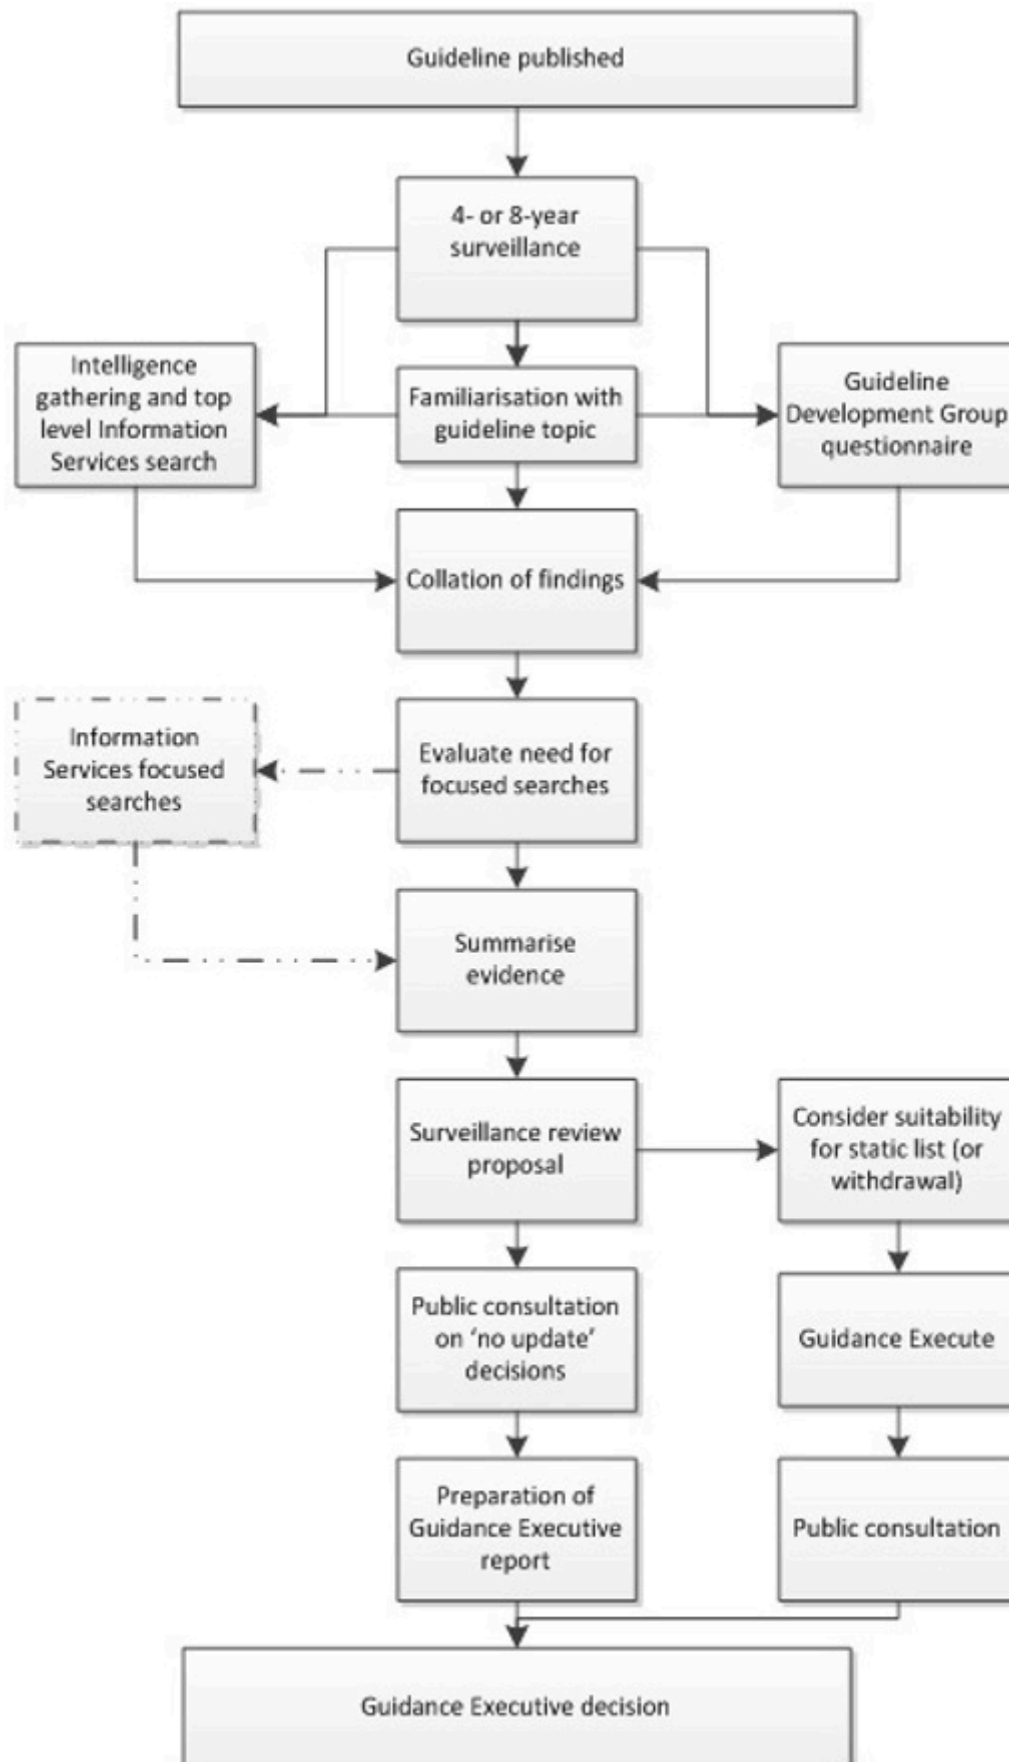 Guideline published
4- or 8-year
surveillance
Intelligence
gathering and top
level Information
Services search
Familiarisation with
guideline topic
Guideline
Development Group
questionnaire
Collation of findings
Information
Services focused
searches
Evaluate need for
focused searches
Summarise
evidence
Surveillance review
proposal
Consider suitability
for static list (or
withdrawal)
Public consultation
on ‘no update’
decisions
Guidance Execute
Preparation of
Guidance Executive
report
Public consultation
Guidance Executive decision